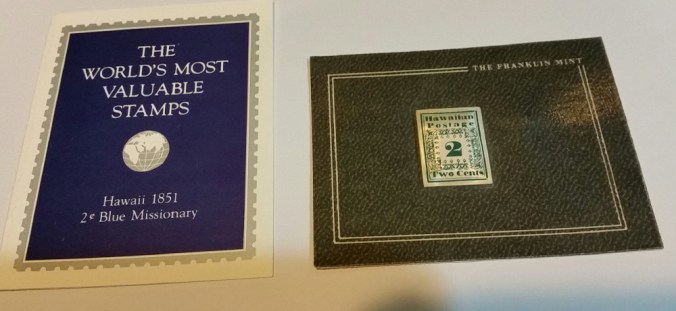 THE
WORLD'S MOST
VALUABLE
STAMPS
Hawaii 1851
2¢ Blue Missionary
THE FRANKLIN MINT
Hawaiian
Postage
2
Two Cents